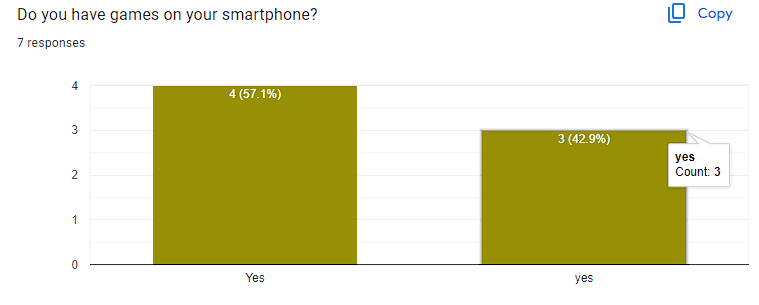 Do you have games on your smartphone?
Copy
7 responses
4
4 (57.1%)
3
3 (42.9%)
yes
Count: 3
2
1
0
Yes
yes